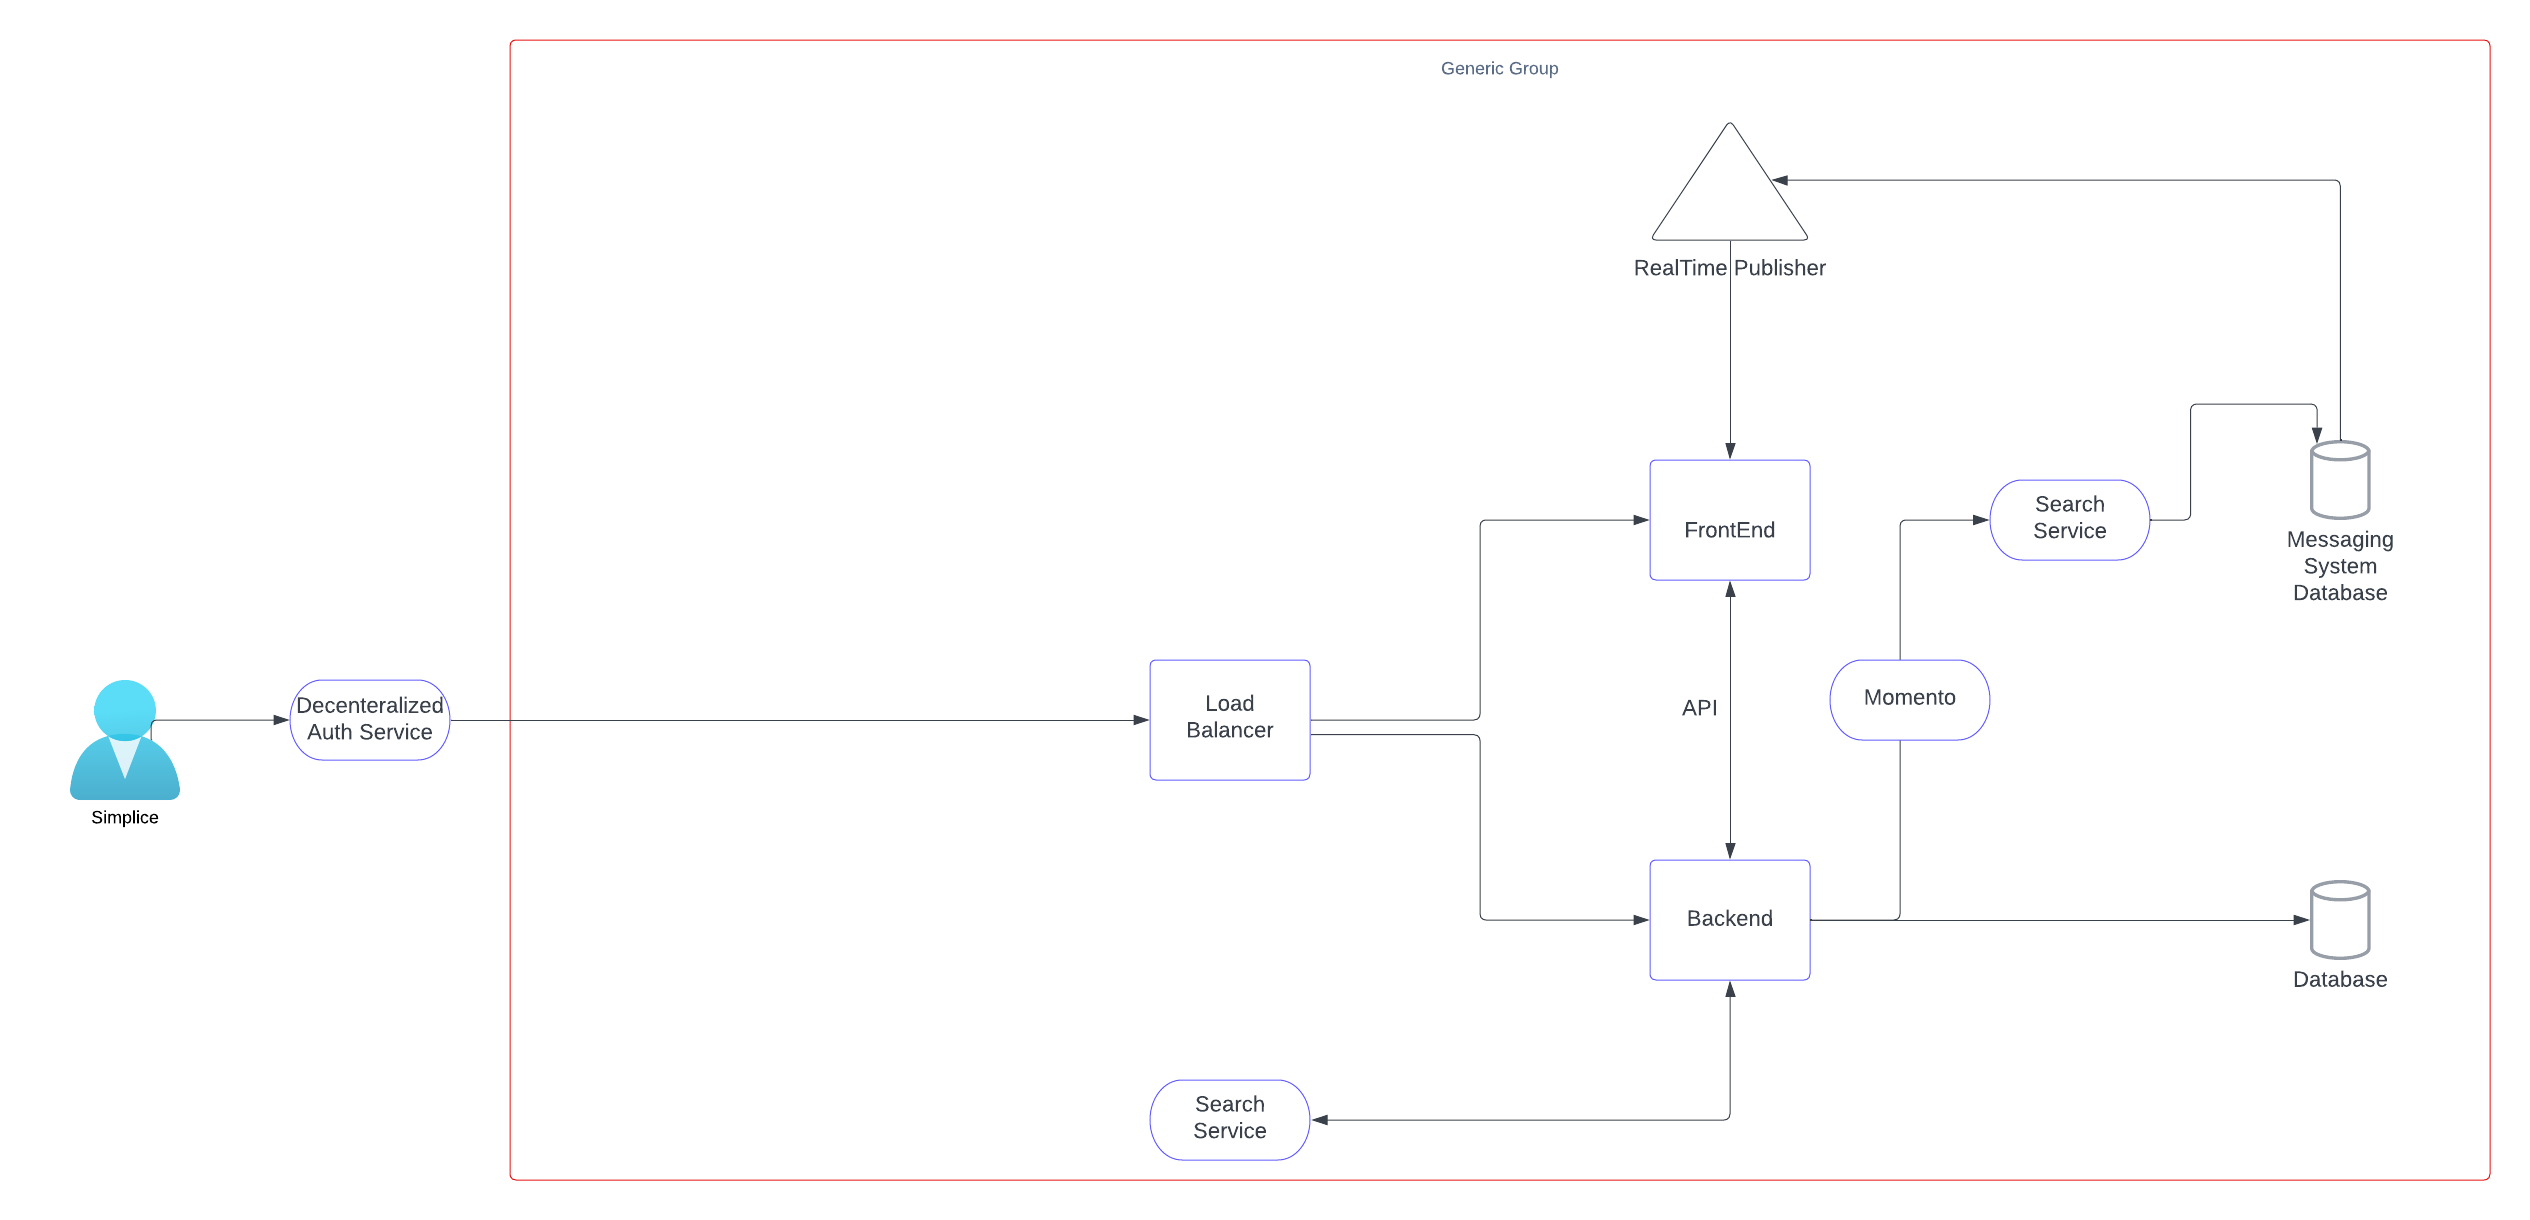 Generic Group
RealTime Publisher
FrontEnd
Search
Service
Messaging
System
Database
Decenteralized
Auth Service
Load
Balancer
API
Momento
Simplice
Backend
Database
Search
Service